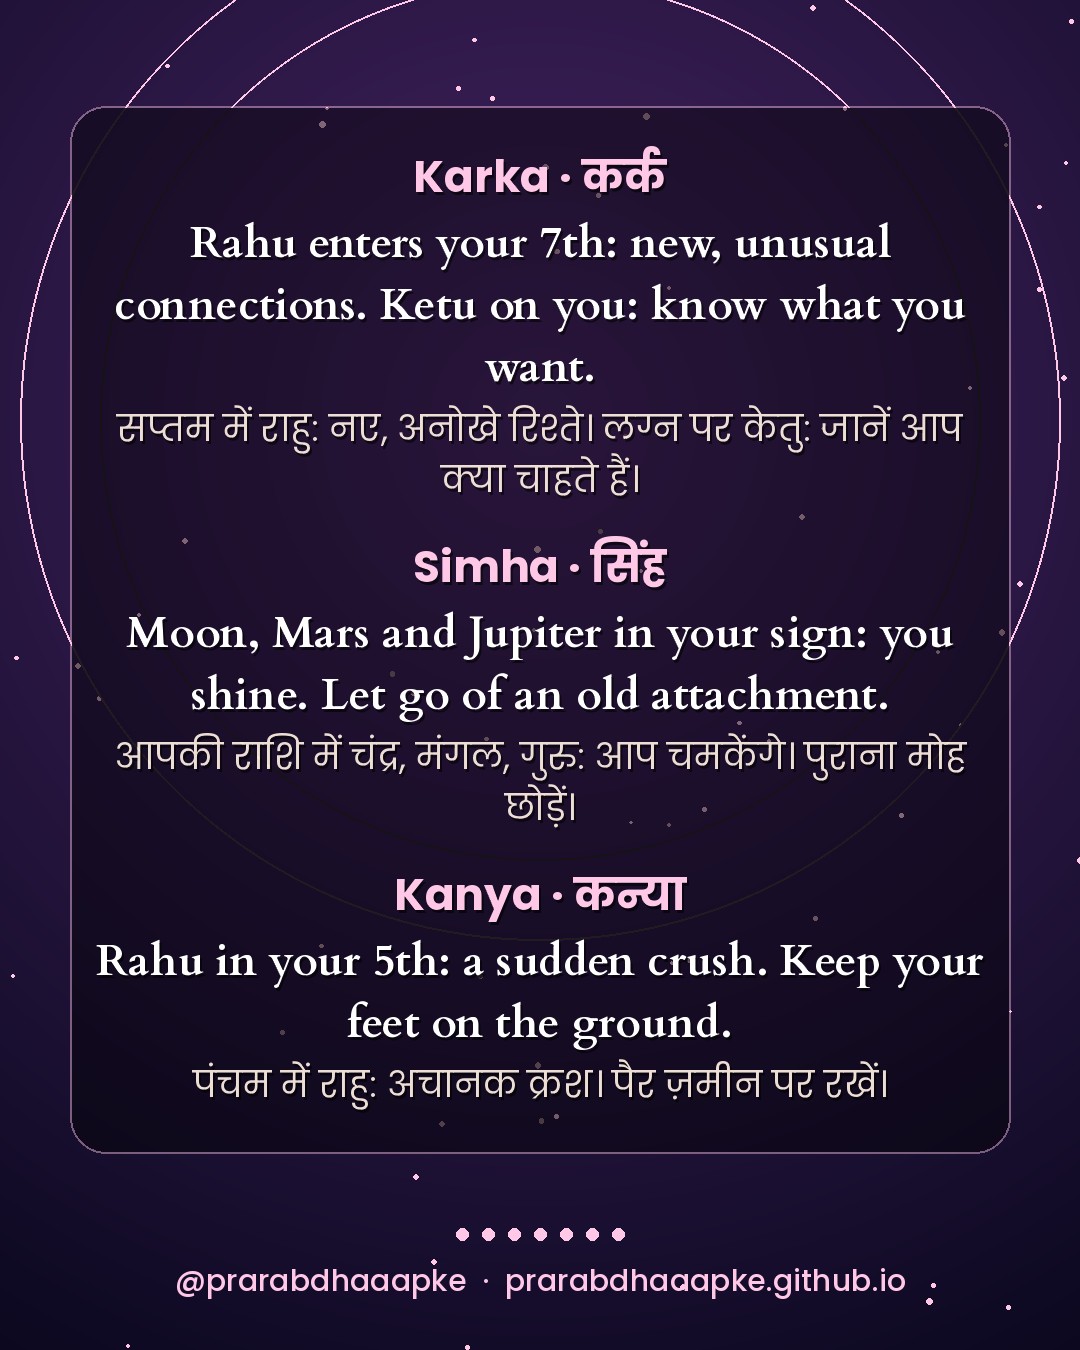 Karka · कर्क
Rahu enters your 7th: new, unusual
connections. Ketu on you: know what you
want.
सप्तम में राहु: नए, अनोखे रिश्ते। लग्न पर केतु: जानें आप
क्या चाहते हैं।
Simha · सिंह
Moon, Mars and Jupiter in your sign: you
shine. Let go of an old attachment.
आपकी राशि में चंद्र, मंगल, गुरु: आप चमकेंगे। पुराना मोह
छोड़ें।
Kanya · कन्या
Rahu in your 5th: a sudden crush. Keep your
feet on the ground.
पंचम में राहु: अचानक क्रश। पैर ज़मीन पर रखें।
@prarabdhaaapke · prarabdhaaapke.github.io